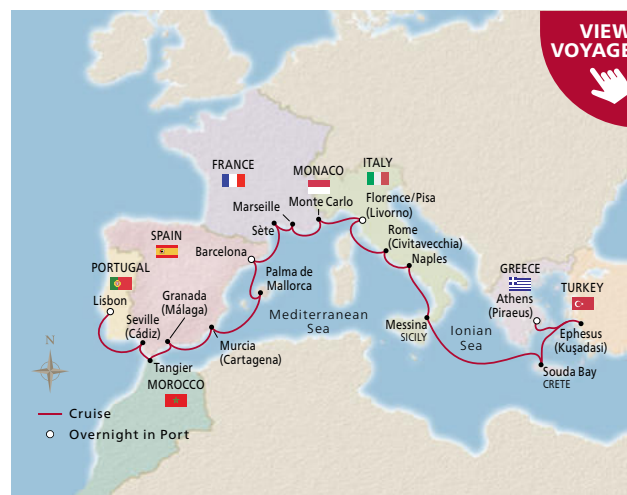 VIEW
VOYAGE
FRANCE
MONACO
ITALY
Marseille
Monte Carlo
Florence/Pisa
(Livorno)
Sète
Rome
(Civitavecchia)
Naples
SPAIN
Barcelona
PORTUGAL
Lisbon
Palma de
Mallorca
Granada
(Málaga)
Seville
(Cádiz)
Mediterranean
Sea
GREECE
Athens
(Piraeus)
TURKEY
Ephesus
(Kuşadasi)
Messina
SICILY
Ionian
Sea
Murcia
(Cartagena)
Tangier
MOROCCO
Souda Bay
CRETE
N
Cruise
Overnight in Port